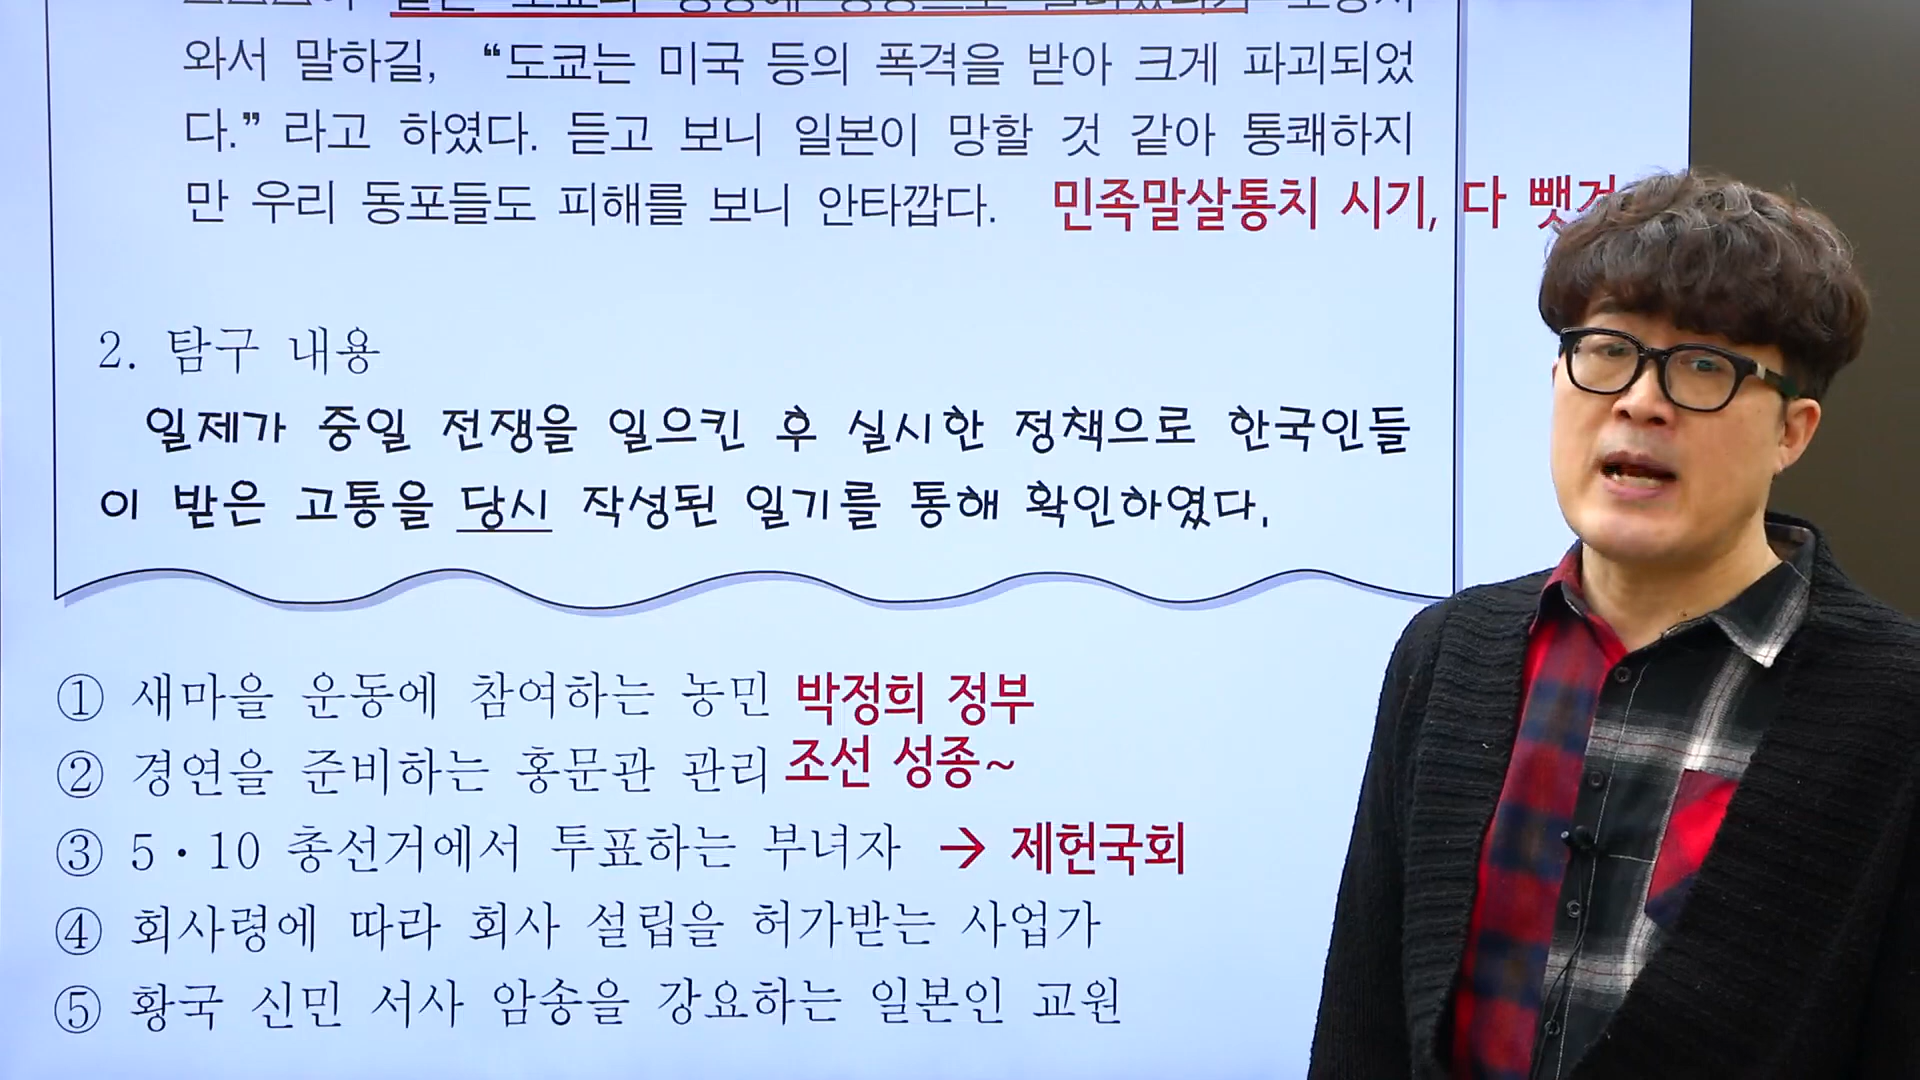 와서 말하길, “도쿄는 미국 등의 폭격을 받아 크게 파괴되었
다.” 라고 하였다. 듣고 보니 일본이 망할 것 같아 통쾌하지
만 우리 동포들도 피해를 보니 안타깝다. 민족말살통치 시기, 다
2. 탐구 내용
일제가 중일 전쟁을 일으킨 후 실시한 정책으로 한국인들
이 받은 고통을 당시 작성된 일기를 통해 확인하였다.
① 새마을 운동에 참여하는 농민 박정희 정부
② 경연을 준비하는 홍문관 관리 조선 성종~
③ 5·10 총선거에서 투표하는 부녀자 → 제헌국회
④ 회사령에 따라 회사 설립을 허가받는 사업가
⑤ 황국 신민 서사 암송을 강요하는 일본인 교원